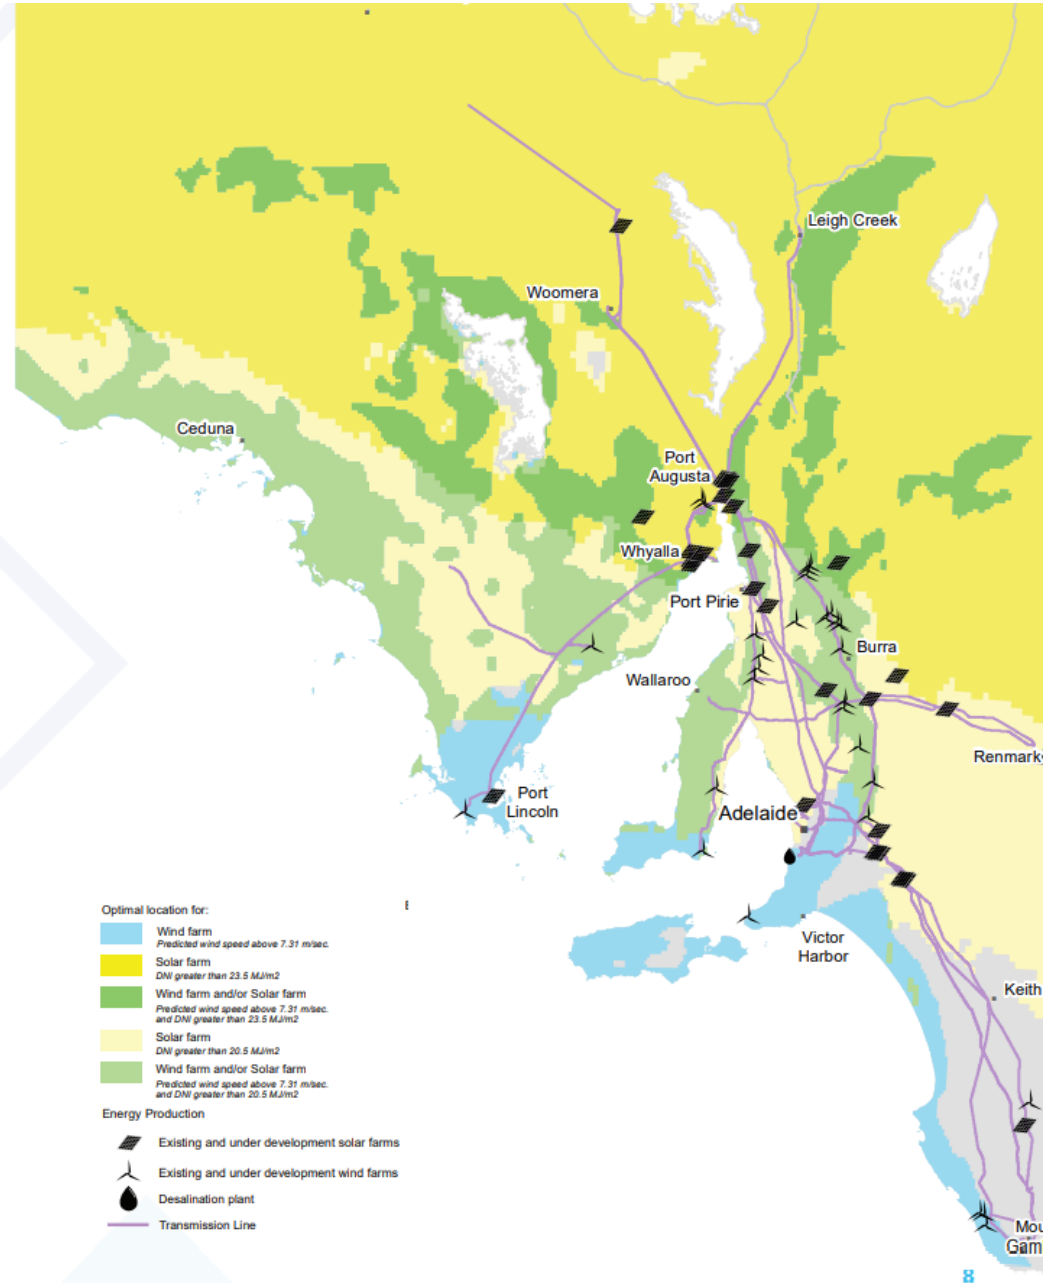 Leigh Creek
Woomera
Ceduna
Port
Augusta
Whyalla
Port Pirie
Burra
Wallaroo
Renmark
Port
Lincoln
Adelaide
Victor
Harbor
Keith
Optimal location for:
Wind farm
Predicted wind speed above 7.31 m/sec.
Solar farm
DNI greater than 23.5 MJ/m2
Wind farm and/or Solar farm
Predicted wind speed above 7.31 m/sec.
and DNI greater than 23.5 MJ/m2
Solar farm
DNI greater than 20.5 MJ/m2
Wind farm and/or Solar farm
Predicted wind speed above 7.31 m/sec.
and DNI greater than 20.5 MJ/m2
Energy Production
Existing and under development solar farms
Existing and under development wind farms
Desalination plant
Transmission Line
Mou
Gam
8